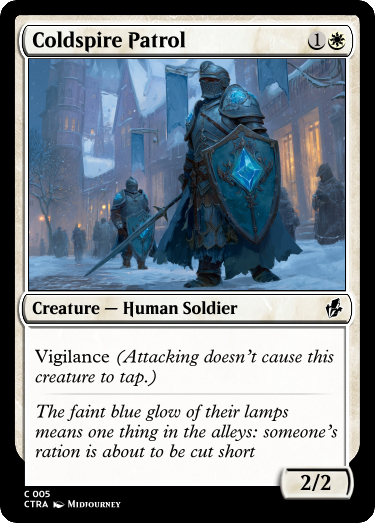 Coldspire Patrol 1
Creature — Human Soldier
Vigilance (Attacking doesn't cause this
creature to tap.)
The faint blue glow of their lamps
means one thing in the alleys: someone's
ration is about to be cut short
2/2
C 005
CTRA Midjourney